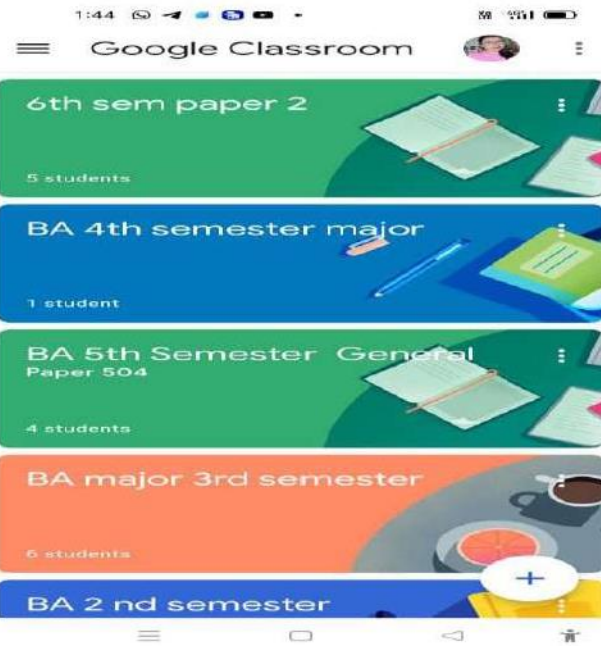 1:44
Google Classroom
6th sem paper 2
5 students
BA 4th semester major
1 student
BA 5th Semester General
Paper 504
4 students
BA major 3rd semester
6 students
BA 2 nd semester